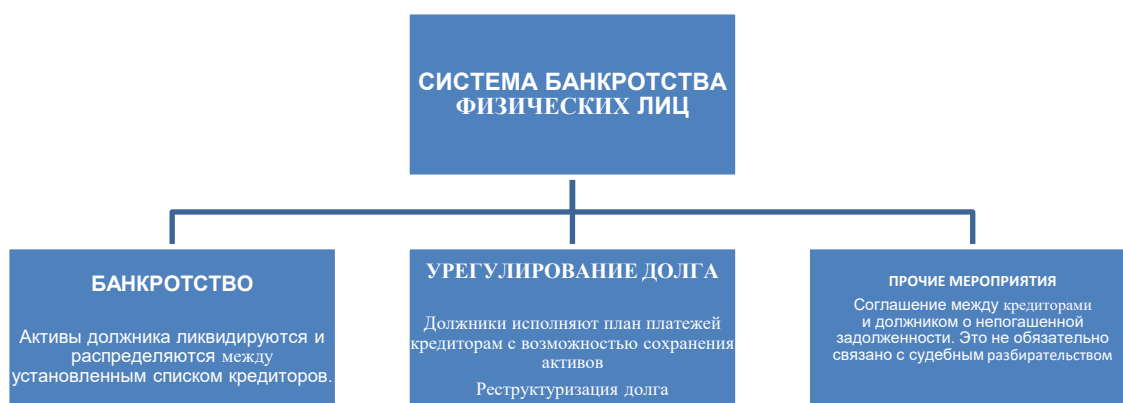 СИСТЕМА БАНКРОТСТВА
ФИЗИЧЕСКИХ ЛИЦ
БАНКРОТСТВО
Активы должника ликвидируются и
распределяются между
установленным списком кредиторов.
УРЕГУЛИРОВАНИЕ ДОЛГА
Должники исполняют план платежей
кредиторам с возможностью сохранения
активов
Реструктуризация долга
ПРОЧИЕ МЕРОПРИЯТИЯ
Соглашение между кредиторами
и должником о непогашенной
задолженности. Это не обязательно
связано с судебным разбирательством